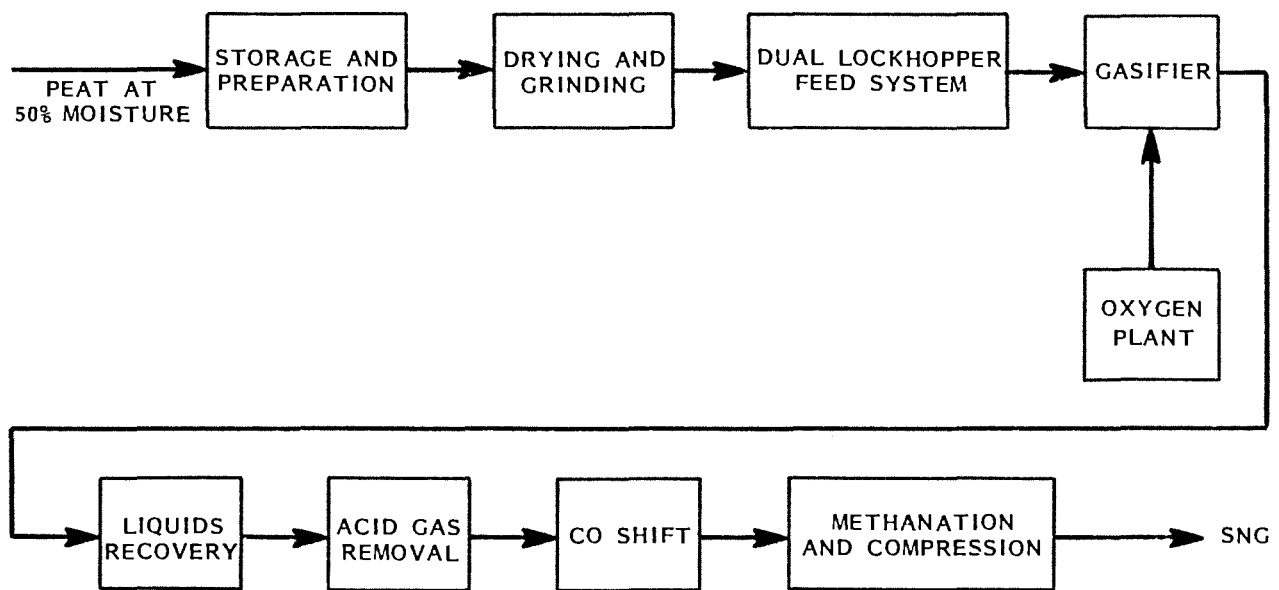 PEAT AT
50% MOISTURE
STORAGE AND
PREPARATION
DRYING AND
GRINDING
DUAL LOCKHOPPER
FEED SYSTEM
GASIFIER
OXYGEN
PLANT
LIQUIDS
RECOVERY
ACID GAS
REMOVAL
CO SHIFT
METHANATION
AND COMPRESSION
SNG